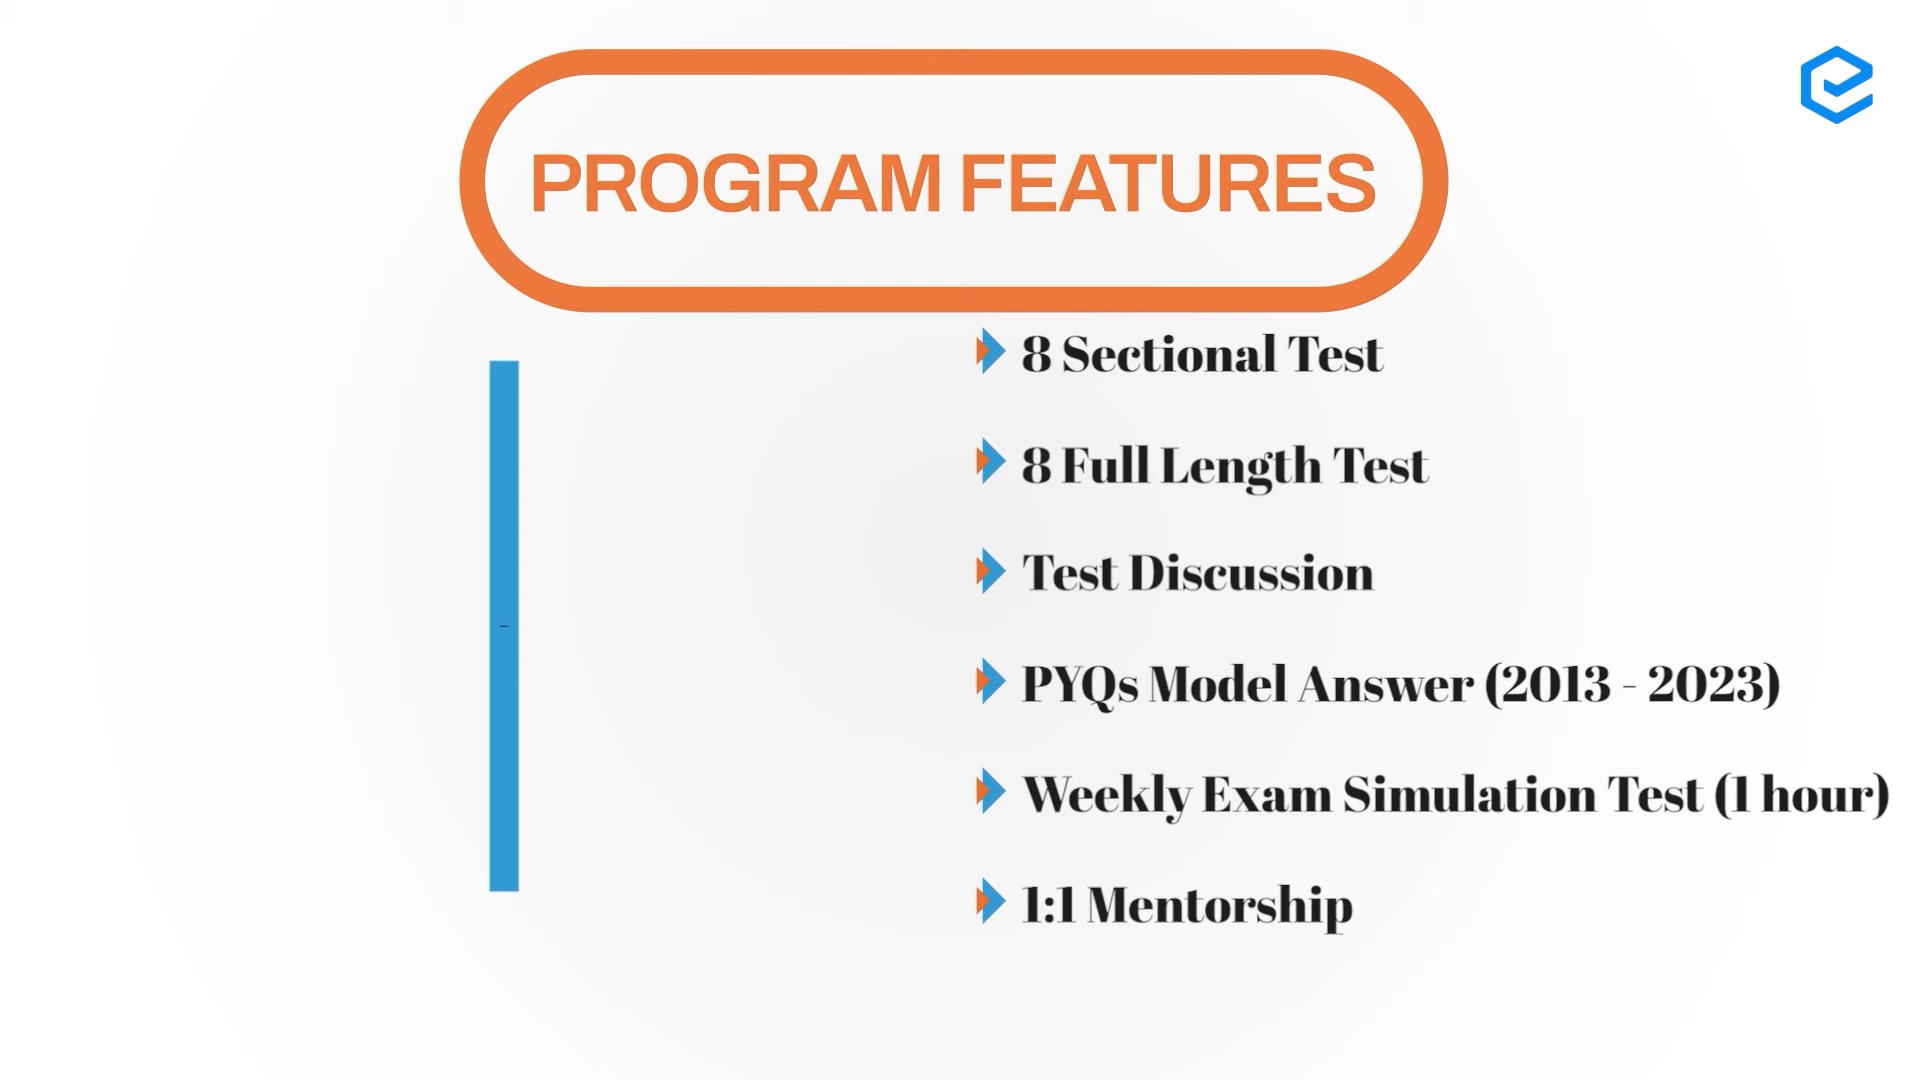 PROGRAM FEATURES
8 Sectional Test
8 Full Length Test
Test Discussion
PYQs Model Answer (2013 - 2023)
Weekly Exam Simulation Test (1 hour)
1:1 Mentorship